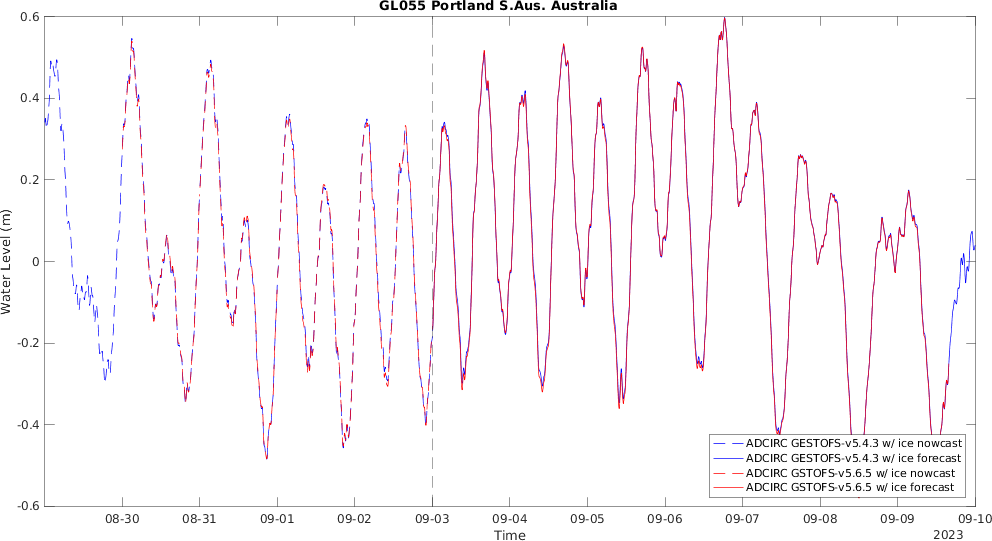 GL055 Portland S.Aus. Australia
0.6
0.4
0.2
0
-0.2
-0.4
-0.6
Water Level (m)
ADCIRC GESTOFS-v5.4.3 w/ ice nowcast
ADCIRC GESTOFS-v5.4.3 w/ ice forecast
ADCIRC GSTOFS-v5.6.5 w/ ice nowcast
ADCIRC GSTOFS-v5.6.5 w/ ice forecast
08-30 08-31 09-01 09-02 09-03 09-04 09-05 09-06 09-07 09-08 09-09 09-10
Time
2023